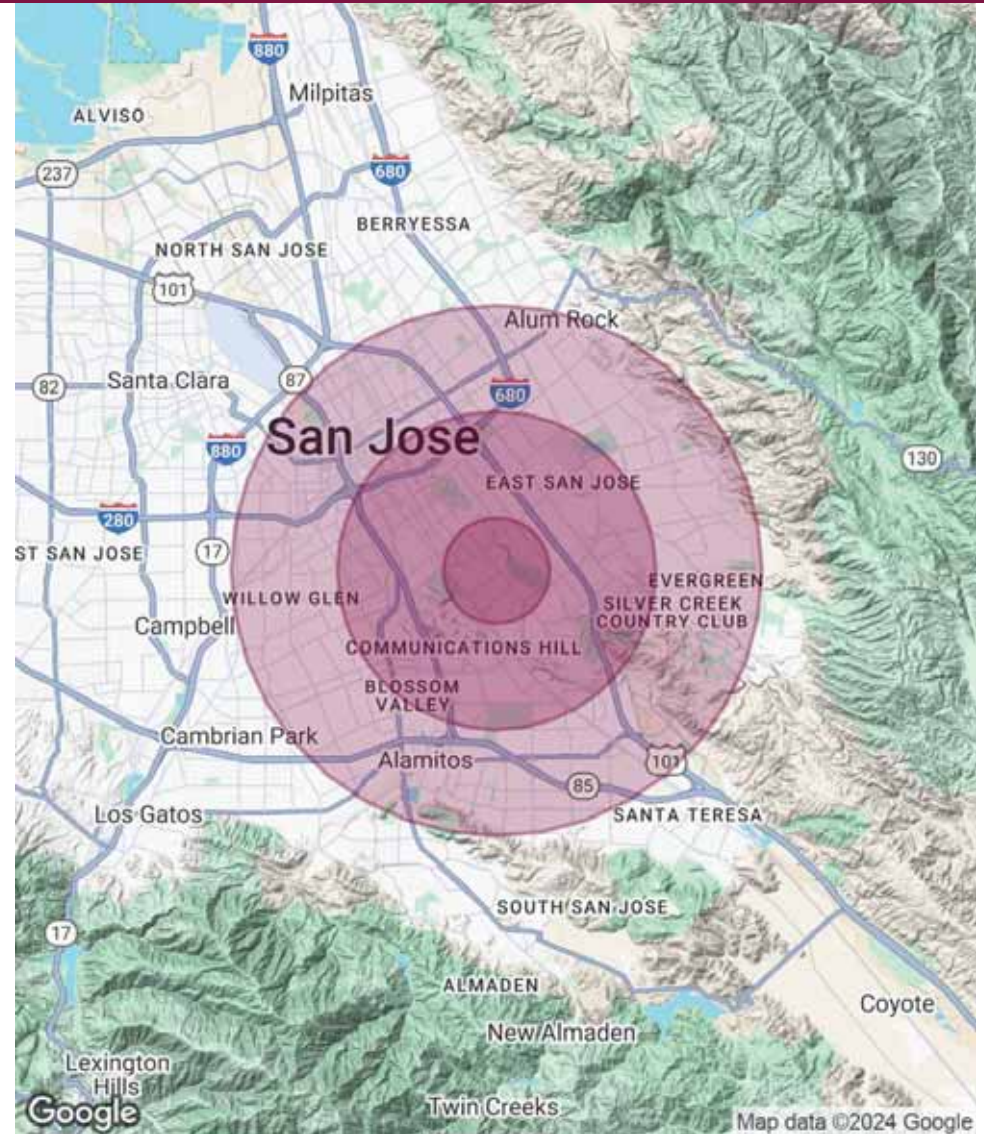 880
Milpitas
ALVISO
237
680
BERRYESSA
NORTH SAN JOSE
101
Alum Rock
82
Santa Clara
87
680
San Jose
880
130
EAST SAN JOSE
280
17
ST SAN JOSE
EVERGREEN
WILLOW GLEN
SILVER CREEK
COUNTRY CLUB
Campbell
COMMUNICATIONS HILL
BLOSSOM
VALLEY
Cambrian Park
Alamitos
101
85
Los Gatos
SANTA TERESA
SOUTH SAN JOSE
17
ALMADEN
Coyote
New Almaden
Lexington
Hills
Twin Creeks
Google
Map data ©2024 Google